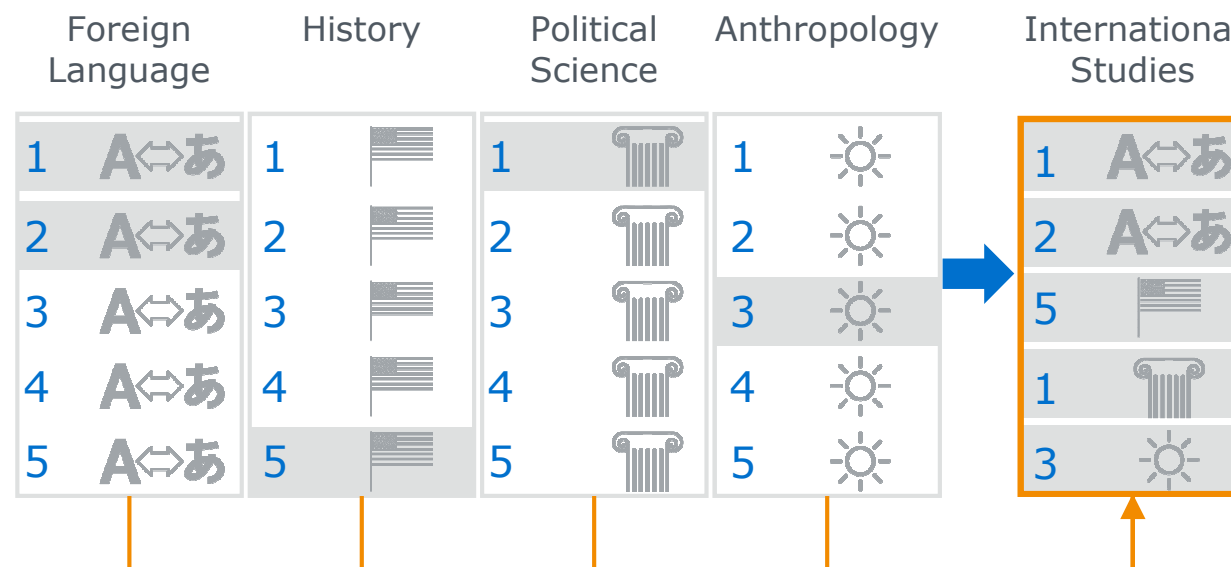 Foreign
Language
History
Political
Science
Anthropology
Internationa
Studies
1 A⇔あ
2 A⇔あ
3 A⇔あ
4 A⇔あ
5 A⇔あ
1
2
3
4
5
1
2
3
4
5
1
2
3
4
5
1 A⇔あ
2 A⇔あ
5
1
3